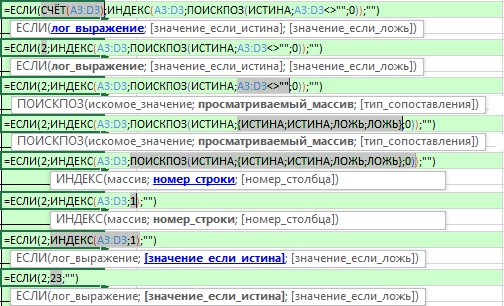 =ЕСЛИ(СЧЁТ(A3:D3);ИНДЕКС(A3:D3;ПОИСКПОЗ(ИСТИНА;A3:D3<>"";0));"")
ЕСЛИ(лог_выражение; [значение_если_истина]; [значение_если_ложь])
=ЕСЛИ(2;ИНДЕКС(A3:D3;ПОИСКПОЗ(ИСТИНА;A3:D3<>"";0));"")
ЕСЛИ(лог_выражение; [значение_если_истина]; [значение_если_ложь])
=ЕСЛИ(2;ИНДЕКС(A3:D3;ПОИСКПОЗ(ИСТИНА;A3:D3<>"";0));"")
ПОИСКПОЗ(искомое_значение; просматриваемый_массив; [тип_сопоставления])
=ЕСЛИ(2;ИНДЕКС(A3:D3;ПОИСКПОЗ(ИСТИНА;{ИСТИНА;ИСТИНА;ЛОЖЬ;ЛОЖЬ};0));"")
ПОИСКПОЗ(искомое_значение; просматриваемый_массив; [тип_сопоставления])
=ЕСЛИ(2;ИНДЕКС(A3:D3;ПОИСКПОЗ(ИСТИНА;{ИСТИНА;ИСТИНА;ЛОЖЬ;ЛОЖЬ};0));"")
ИНДЕКС(массив; номер_строки; [номер_столбца])
=ЕСЛИ(2;ИНДЕКС(A3:D3;1);"")
ИНДЕКС(массив; номер_строки; [номер_столбца])
=ЕСЛИ(2;ИНДЕКС(A3:D3;1);"")
ЕСЛИ(лог_выражение; [значение_если_истина]; [значение_если_ложь])
=ЕСЛИ(2;23;"")
ЕСЛИ(лог_выражение; [значение_если_истина]; [значение_если_ложь])